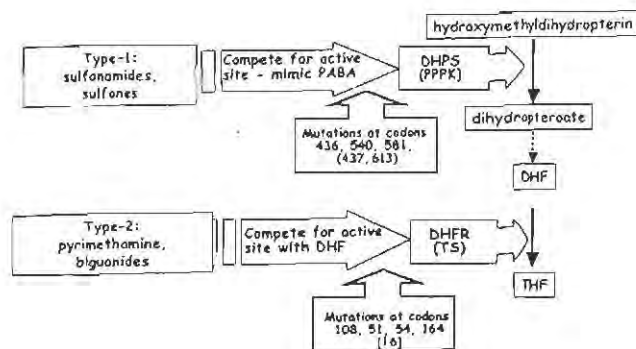 hydroxymethyldihydropterin
Type-1:
sulfonamides,
sulfones
Compete for active
site - mimic PABA
DHPS
(PPPK)
Mutations at codons
436, 540, 581,
(437, 613)
dihydropteroate
DHF
Type-2:
pyrimethamine,
biguanides
Compete for active
site with DHF
DHFR
(TS)
THF
Mutations at codons
108, 51, 54, 164
[16]